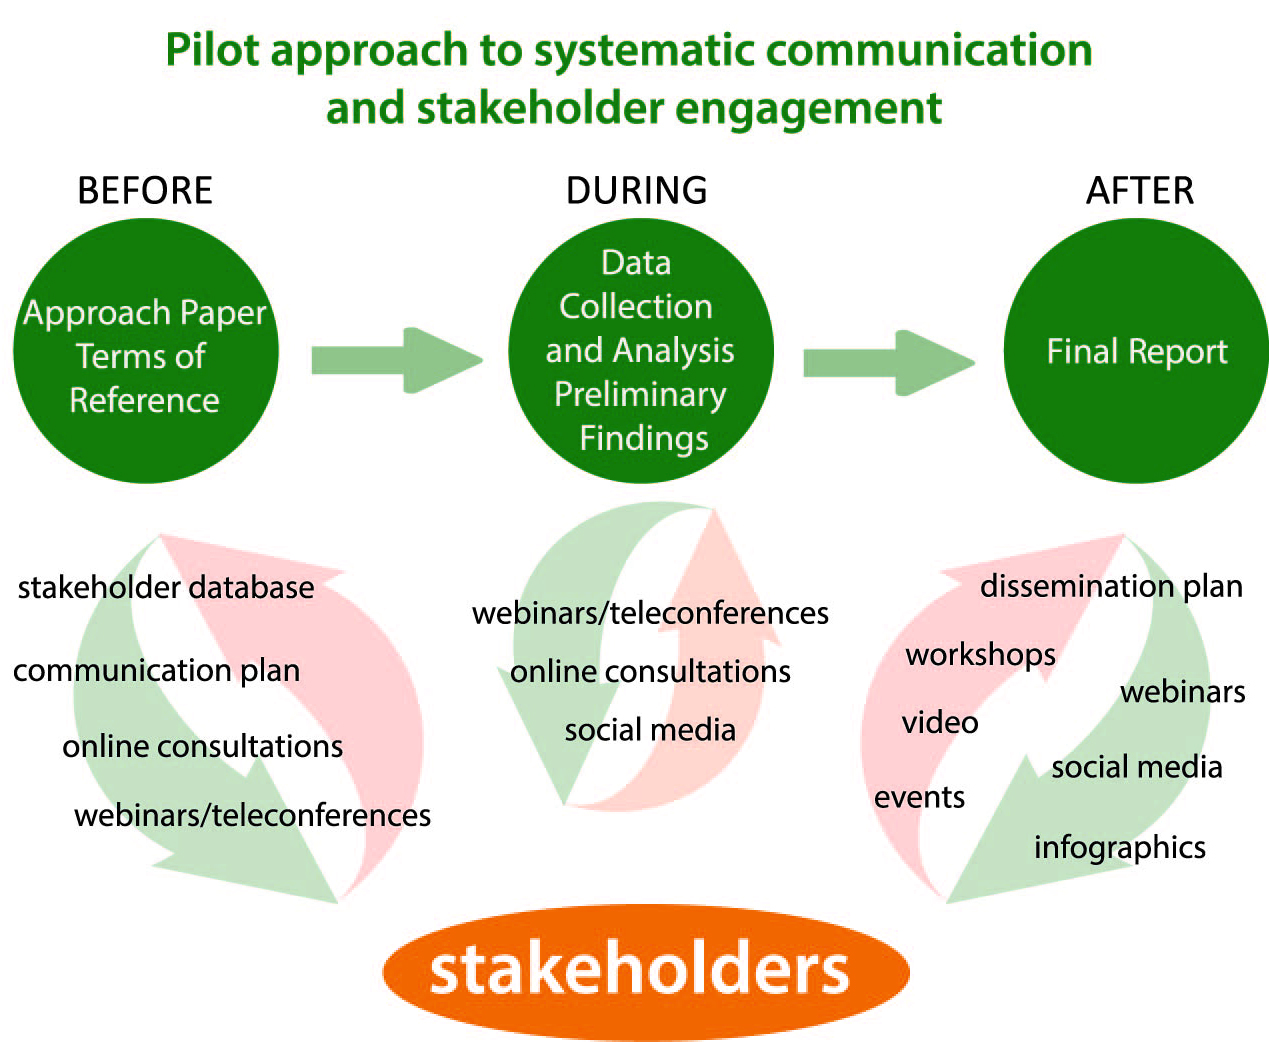 Pilot approach to systematic communication
and stakeholder engagement
BEFORE
Approach Paper
Terms of
Reference
stakeholder database
communication plan
online consultations
webinars/teleconferences
DURING
Data
Collection
and Analysis
Preliminary
Findings
webinars/teleconferences
online consultations
social media
AFTER
Final Report
dissemination plan
workshops
webinars
video
social media
events
infographics
stakeholders